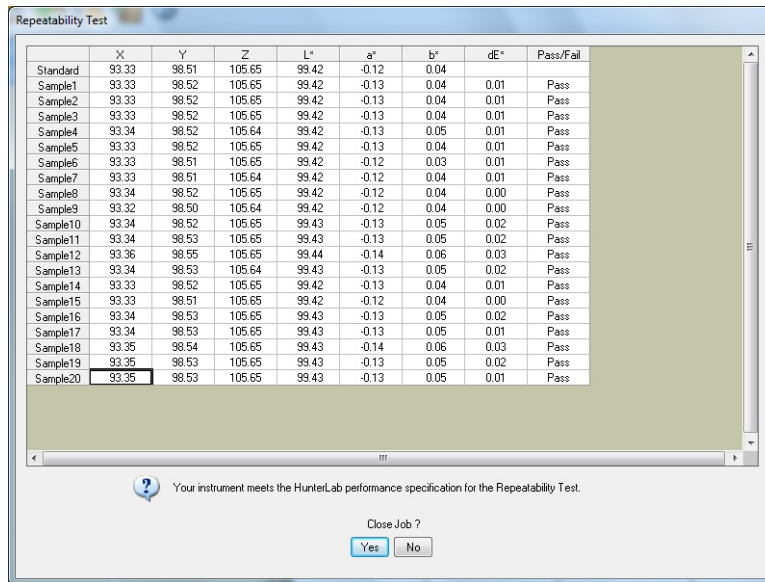 Repeatability Test
X Y Z L* a* b* dE* Pass/Fail
Standard 93.33 98.51 105.65 99.42 -0.12 0.04
Sample1 93.33 98.52 105.65 99.42 -0.13 0.04 0.01 Pass
Sample2 93.33 98.52 105.65 99.42 -0.13 0.04 0.01 Pass
Sample3 93.33 98.52 105.65 99.42 -0.13 0.04 0.01 Pass
Sample4 93.34 98.52 105.64 99.42 -0.13 0.05 0.01 Pass
Sample5 93.33 98.52 105.65 99.42 -0.13 0.04 0.01 Pass
Sample6 93.33 98.51 105.65 99.42 -0.12 0.03 0.01 Pass
Sample7 93.33 98.51 105.64 99.42 -0.12 0.04 0.01 Pass
Sample8 93.34 98.52 105.65 99.42 -0.12 0.04 0.00 Pass
Sample9 93.32 98.50 105.64 99.42 -0.12 0.04 0.00 Pass
Sample10 93.34 98.52 105.65 99.43 -0.13 0.05 0.02 Pass
Sample11 93.34 98.53 105.65 99.43 -0.13 0.05 0.02 Pass
Sample12 93.36 98.55 105.65 99.44 -0.14 0.06 0.03 Pass
Sample13 93.34 98.53 105.64 99.43 -0.13 0.05 0.02 Pass
Sample14 93.33 98.52 105.65 99.42 -0.13 0.04 0.01 Pass
Sample15 93.33 98.51 105.65 99.42 -0.12 0.04 0.00 Pass
Sample16 93.34 98.53 105.65 99.43 -0.13 0.05 0.02 Pass
Sample17 93.34 98.53 105.65 99.43 -0.13 0.05 0.01 Pass
Sample18 93.35 98.54 105.65 99.43 -0.14 0.06 0.03 Pass
Sample19 93.35 98.53 105.65 99.43 -0.13 0.05 0.02 Pass
Sample20 93.35 98.53 105.65 99.43 -0.13 0.05 0.01 Pass
Your instrument meets the HunterLab performance specification for the Repeatability Test.
Close Job ?
Yes No